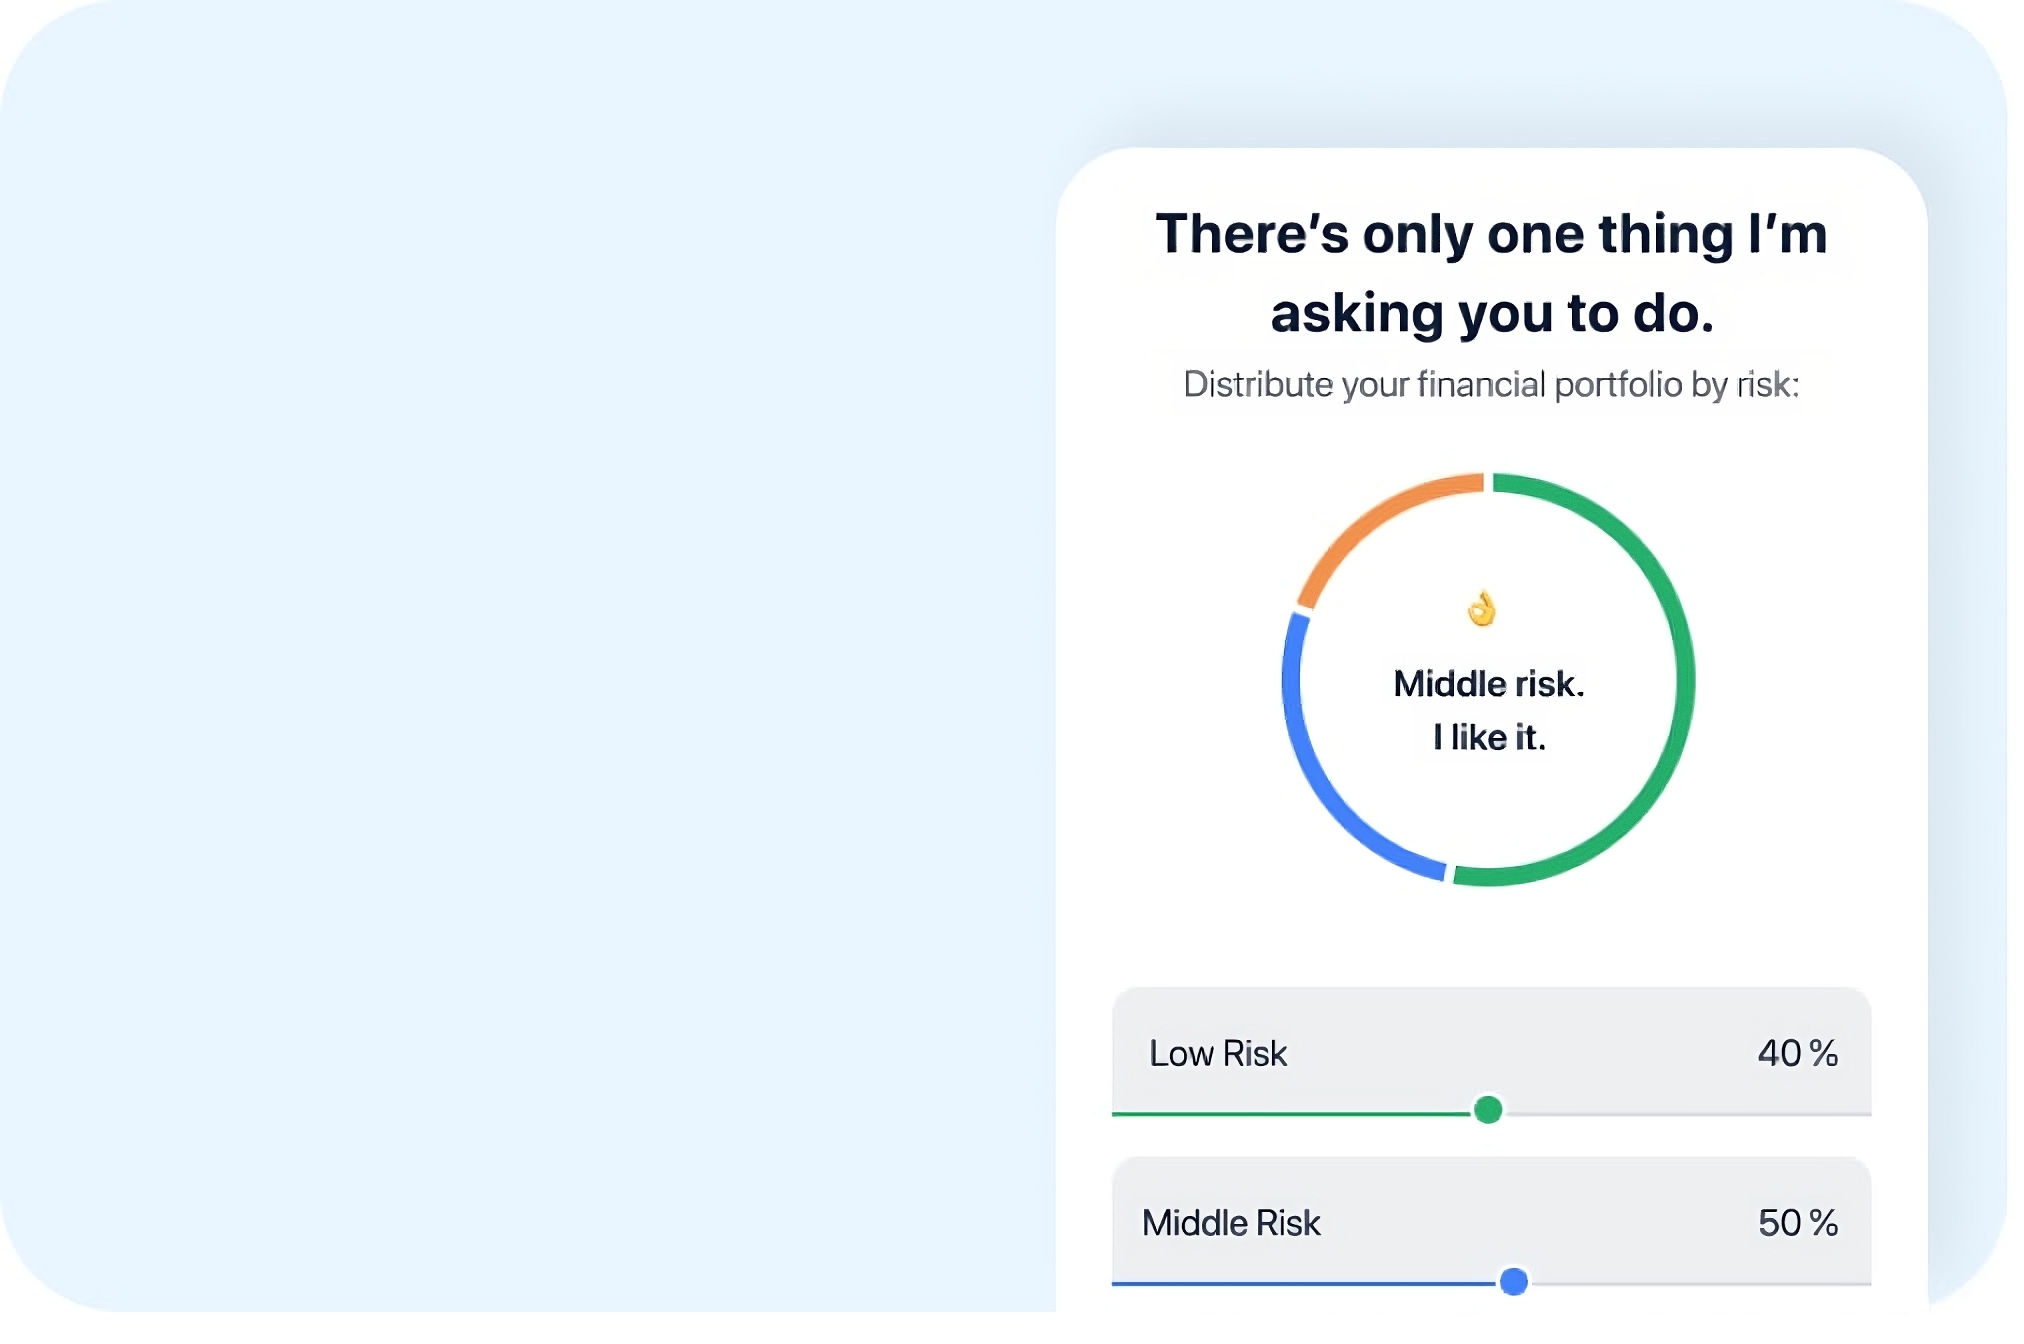 There’s only one thing I’m
asking you to do.
Distribute your financial portfolio by risk:
👌
Middle risk.
I like it.
Low Risk 40 %
Middle Risk 50 %